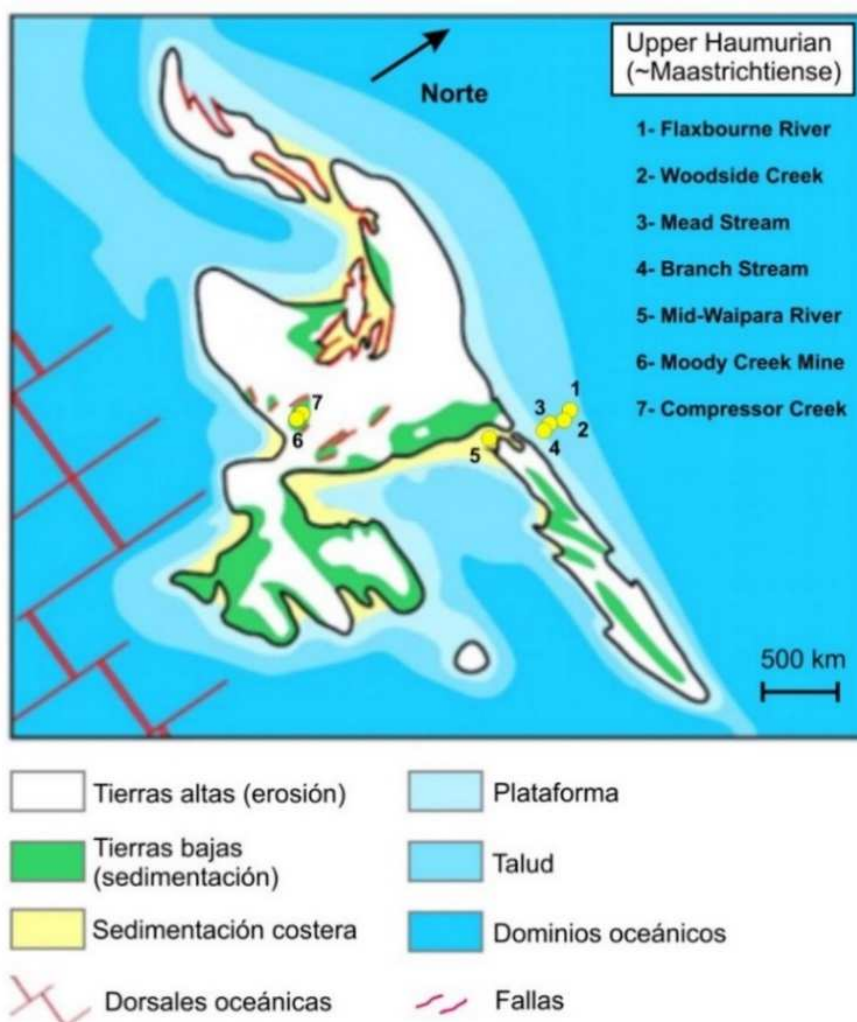 Upper Haumurian
(~Maastrichtiense)
Norte
1- Flaxbourne River
2- Woodside Creek
3- Mead Stream
4- Branch Stream
5- Mid-Waipara River
6- Moody Creek Mine
7- Compressor Creek
1
3
2
4
7
6
5
500 km
Tierras altas (erosión)
Plataforma
Tierras bajas
(sedimentación)
Talud
Sedimentación costera
Dominios oceánicos
Dorsales oceánicas
Fallas